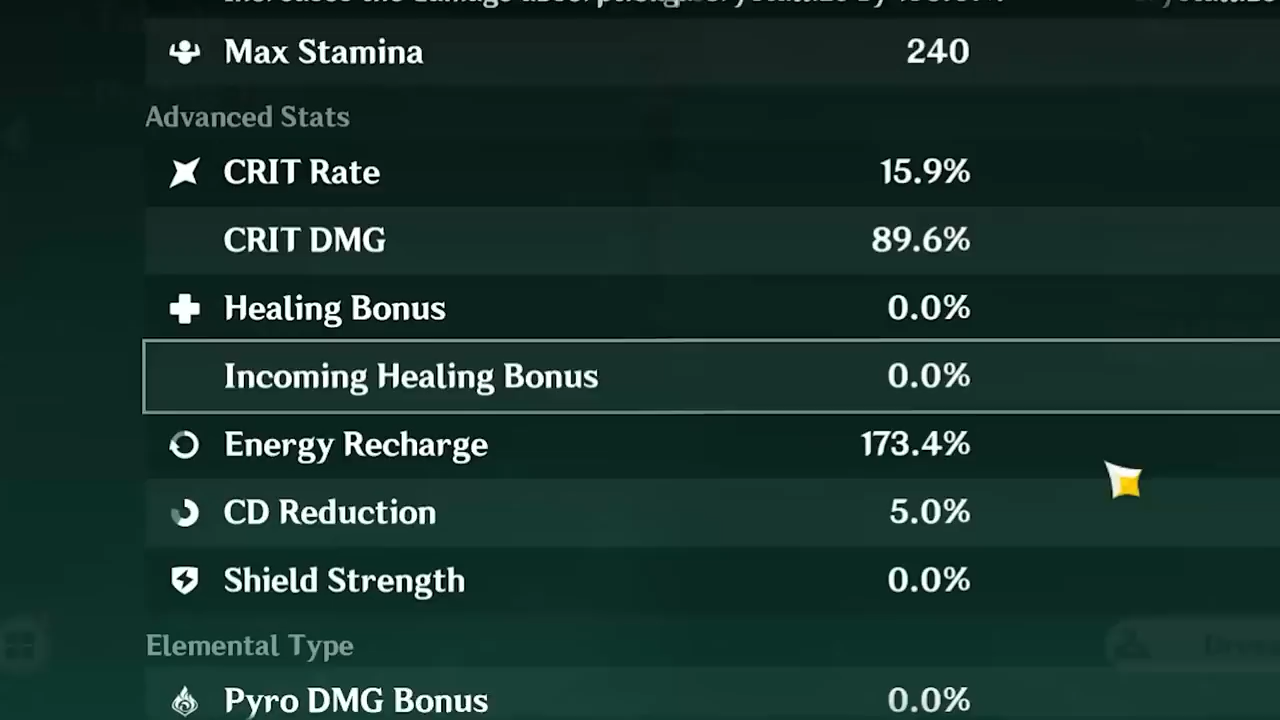 Max Stamina 240
Advanced Stats
CRIT Rate 15.9%
CRIT DMG 89.6%
Healing Bonus 0.0%
Incoming Healing Bonus 0.0%
Energy Recharge 173.4%
CD Reduction 5.0%
Shield Strength 0.0%
Elemental Type
Pyro DMG Bonus 0.0%